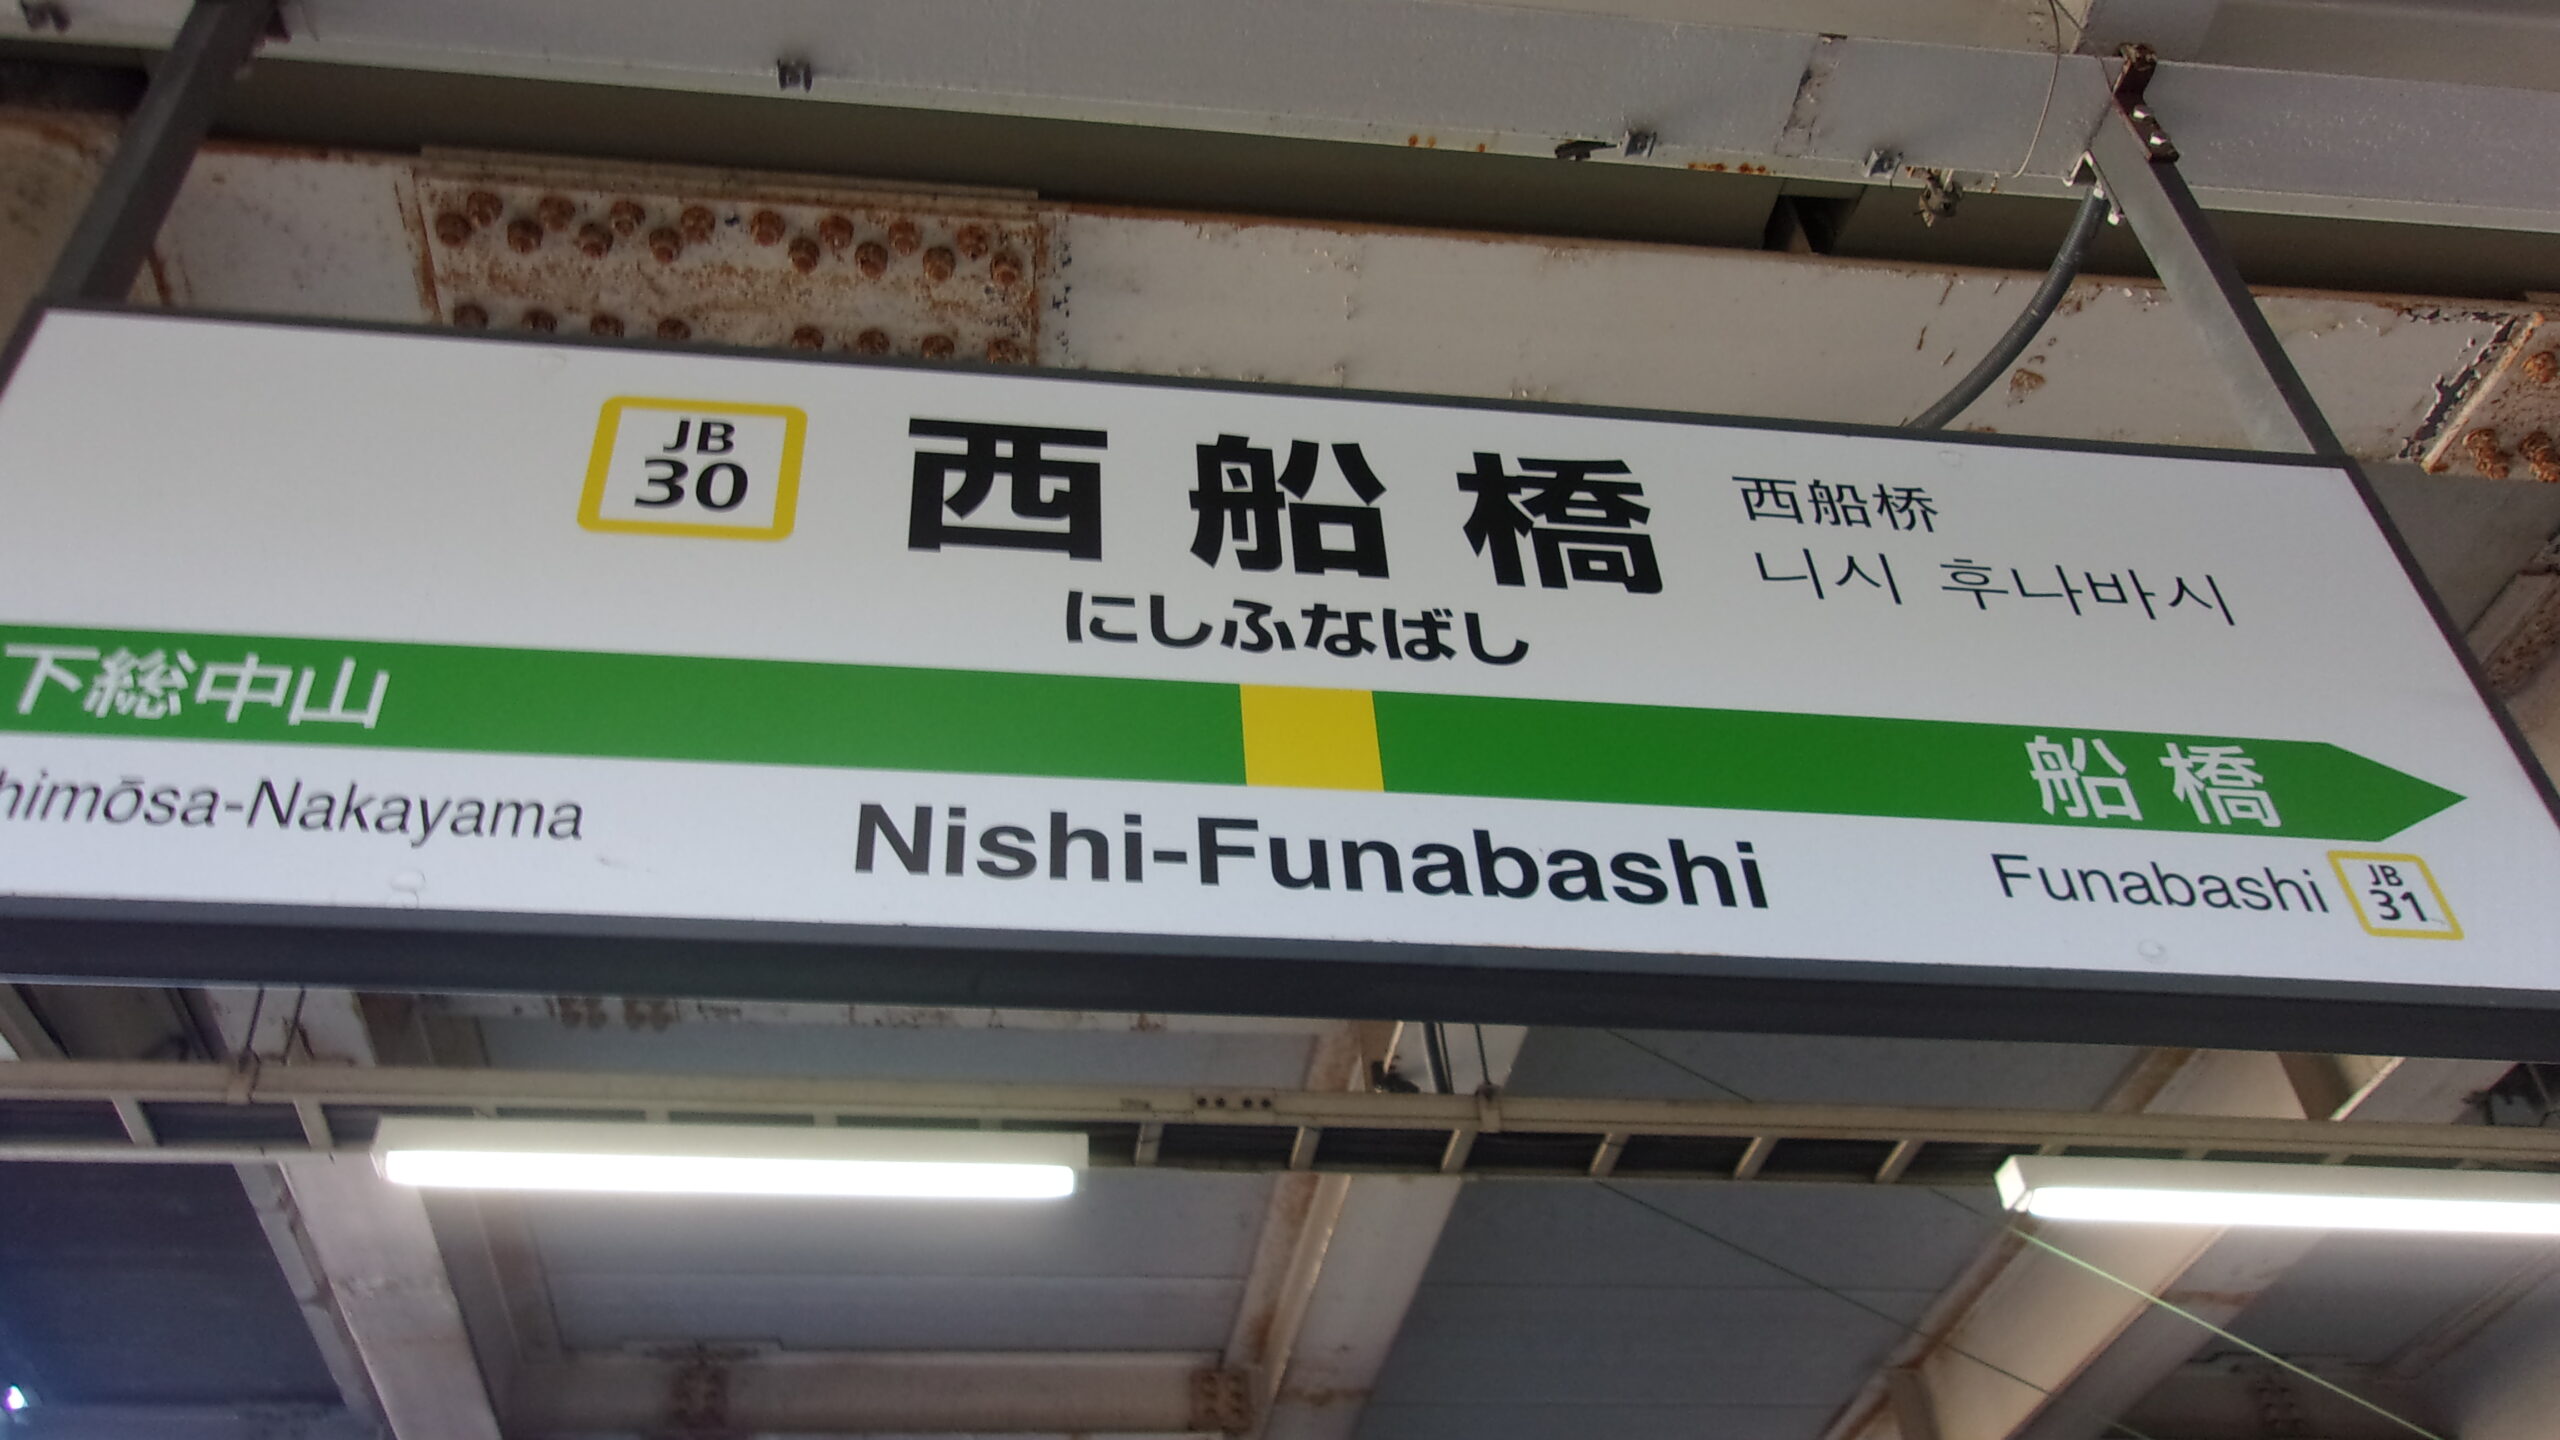 JB
30
西船橋
西船桥
니시 후나바시
にしふなばし
下総中山
船橋
himōsa-Nakayama
Nishi-Funabashi
Funabashi
JB
31